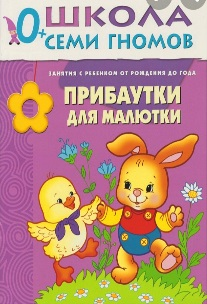 ШКОЛА
0+ СЕМИ ГНОМОВ
ЗАНЯТИЯ С РЕБЕНКОМ ОТ РОЖДЕНИЯ ДО ГОДА
ПРИБАУТКИ
ДЛЯ МАЛЮТКИ